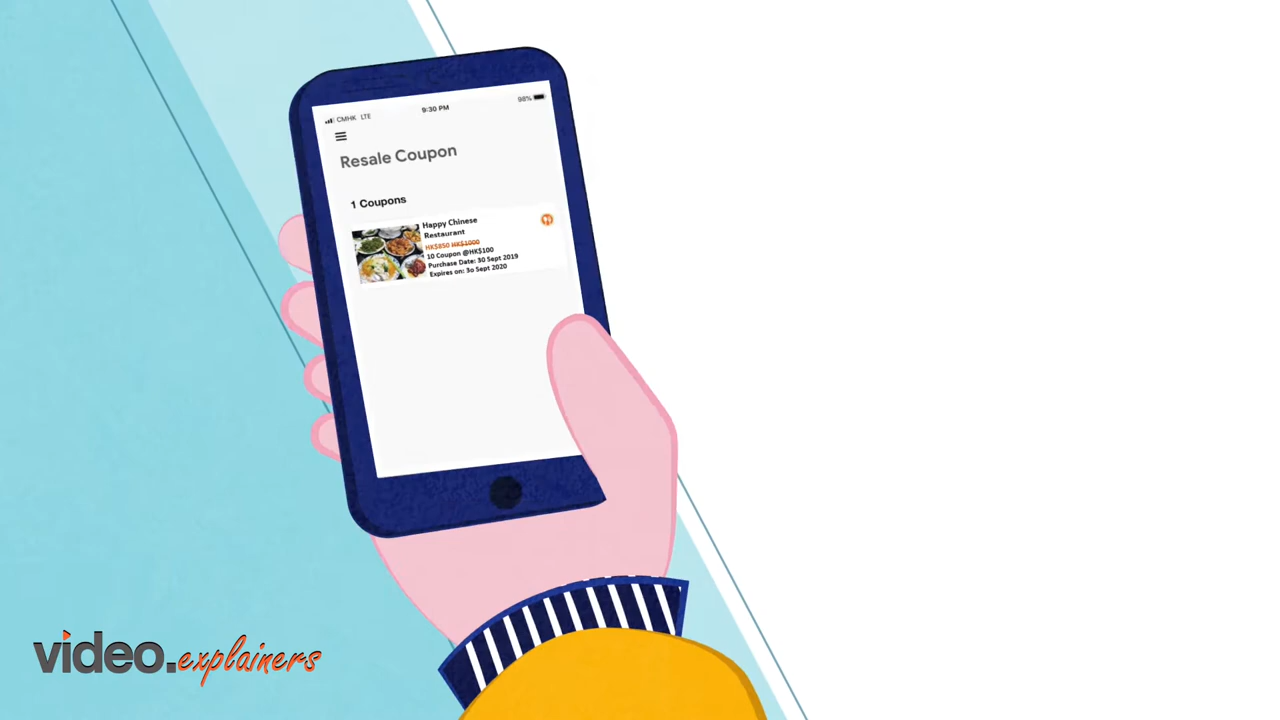 CMHK LTE 9:30 PM 98%
Resale Coupon
1 Coupons
Happy Chinese
Restaurant
HK$850 HK$1000
10 Coupon @HK$100
Purchase Date: 30 Sept 2019
Expires on: 3o Sept 2020
video.explainers